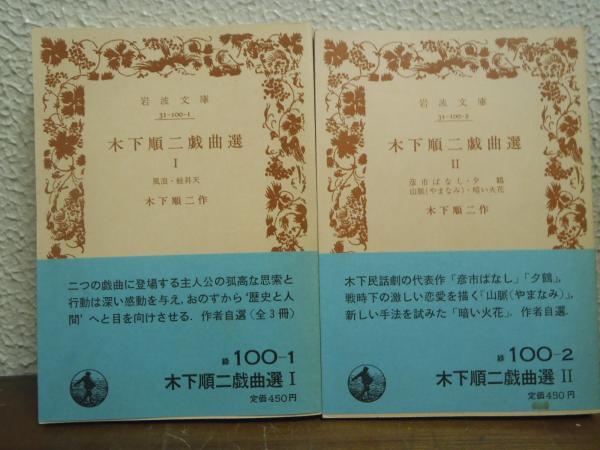 岩波文庫
31-100-1
木下順二戯曲選
I
風浪・蛙昇天
木下順二作
二つの戯曲に登場する主人公の孤高な思索と
行動は深い感動を与え,おのずから‘歴史と人
間’へと目を向けさせる. 作者自選(全3冊)
緑 100-1
木下順二戯曲選 I
定価450円
岩波文庫
31-100-2
木下順二戯曲選
II
彦市ばなし・夕鶴
山脈(やまなみ)・暗い火花
木下順二作
木下民話劇の代表作「彦市ばなし」「夕鶴」,
戦時下の激しい恋愛を描く「山脈(やまなみ)」,
新しい手法を試みた「暗い火花」. 作者自選.
緑 100-2
木下順二戯曲選 II
定価450円